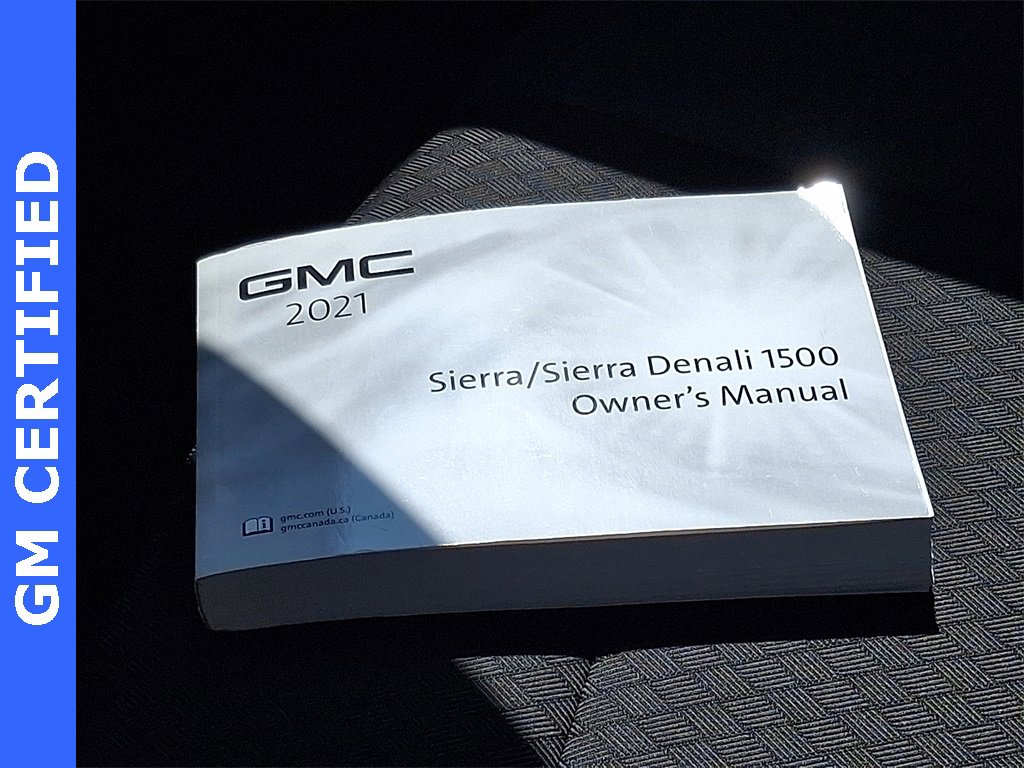 GM CERTIFIED
GMC
2021
Sierra/Sierra Denali 1500
Owner's Manual
gmc.com (U.S.)
gmccanada.ca (Canada)